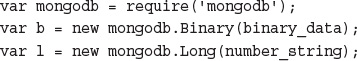 var mongodb = require('mongodb');
var b = new mongodb.Binary(binary_data);
var l = new mongodb.Long(number_string);